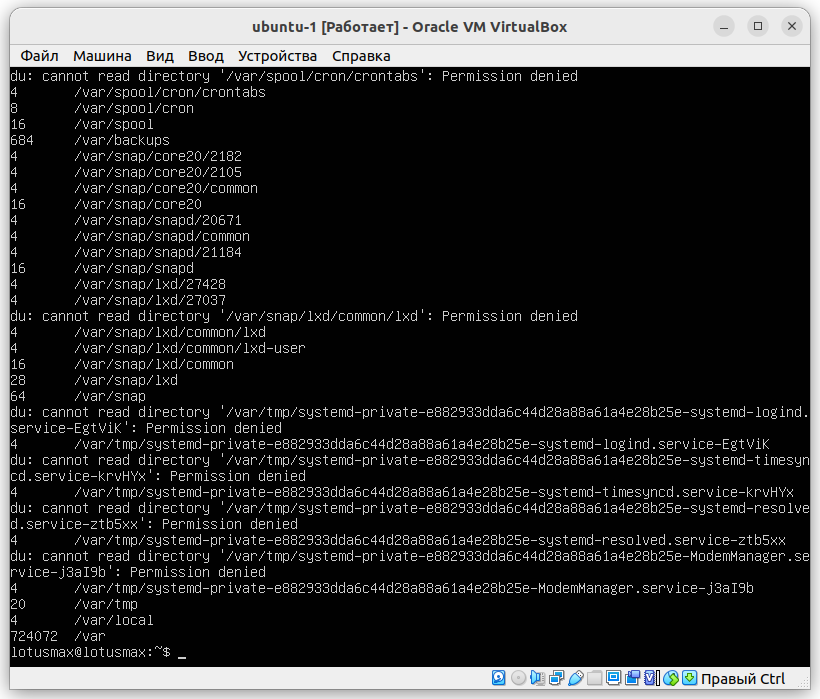 ubuntu-1 [Работает] - Oracle VM VirtualBox
Файл Машина Вид Ввод Устройства Справка
du: cannot read directory '/var/spool/cron/crontabs': Permission denied
4 /var/spool/cron/crontabs
8 /var/spool/cron
16 /var/spool
684 /var/backups
4 /var/snap/core20/2182
4 /var/snap/core20/2105
4 /var/snap/core20/common
16 /var/snap/core20
4 /var/snap/snapd/20671
4 /var/snap/snapd/common
4 /var/snap/snapd/21184
16 /var/snap/snapd
4 /var/snap/lxd/27428
4 /var/snap/lxd/27037
du: cannot read directory '/var/snap/lxd/common/lxd': Permission denied
4 /var/snap/lxd/common/lxd
4 /var/snap/lxd/common/lxd-user
16 /var/snap/lxd/common
28 /var/snap/lxd
64 /var/snap
du: cannot read directory '/var/tmp/systemd-private-e882933dda6c44d28a88a61a4e28b25e-systemd-logind.
service-EgtViK': Permission denied
4 /var/tmp/systemd-private-e882933dda6c44d28a88a61a4e28b25e-systemd-logind.service-EgtViK
du: cannot read directory '/var/tmp/systemd-private-e882933dda6c44d28a88a61a4e28b25e-systemd-timesyn
cd.service-krvHYx': Permission denied
4 /var/tmp/systemd-private-e882933dda6c44d28a88a61a4e28b25e-systemd-timesyncd.service-krvHYx
du: cannot read directory '/var/tmp/systemd-private-e882933dda6c44d28a88a61a4e28b25e-systemd-resolve
d.service-ztb5xx': Permission denied
4 /var/tmp/systemd-private-e882933dda6c44d28a88a61a4e28b25e-systemd-resolved.service-ztb5xx
du: cannot read directory '/var/tmp/systemd-private-e882933dda6c44d28a88a61a4e28b25e-ModemManager.se
rvice-j3aI9b': Permission denied
4 /var/tmp/systemd-private-e882933dda6c44d28a88a61a4e28b25e-ModemManager.service-j3aI9b
20 /var/tmp
4 /var/local
724072 /var
lotusmax@lotusmax:~$ _
Правый Ctrl